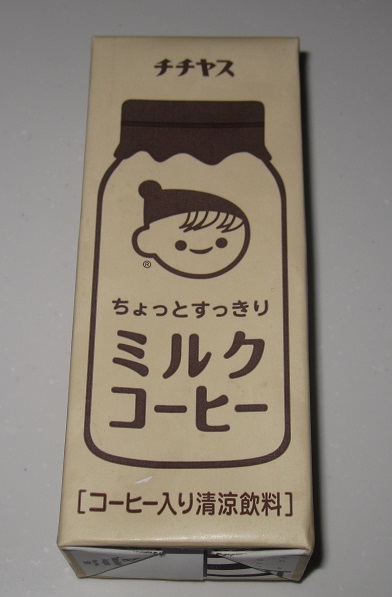 チチヤス
®
ちょっとすっきり
ミルク
コーヒー
[コーヒー入り清涼飲料]